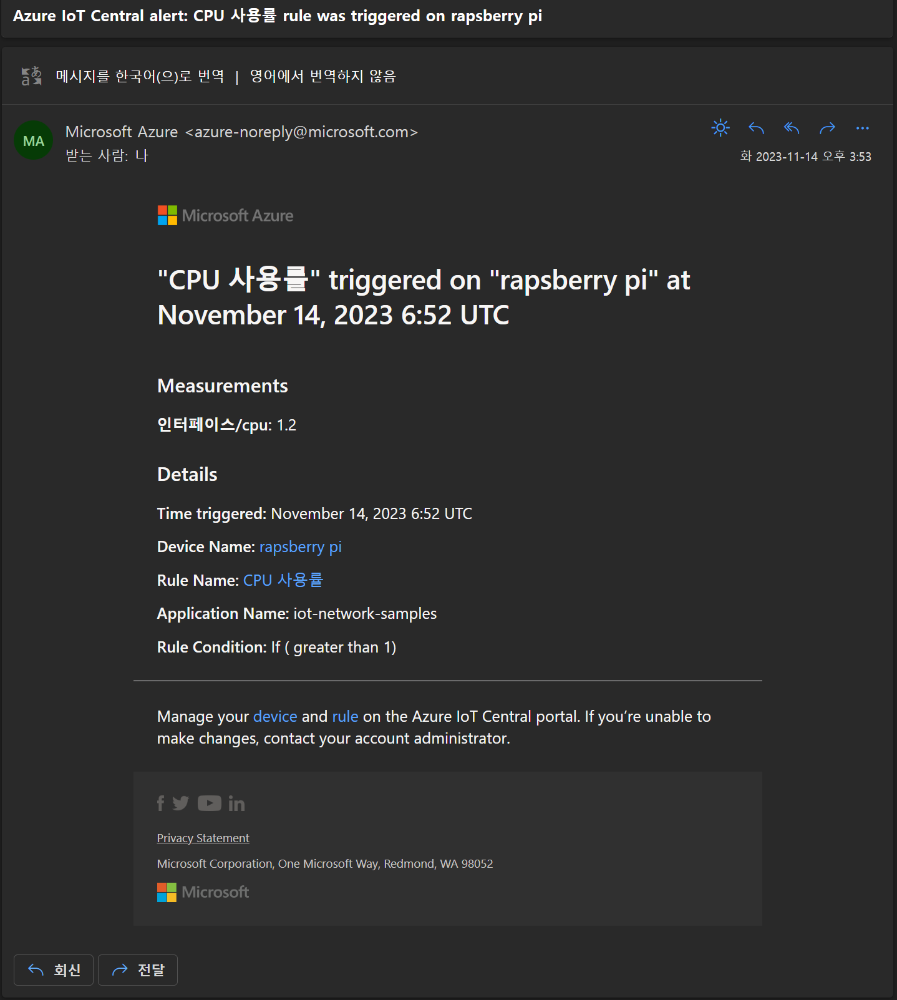 Azure IoT Central alert: CPU 사용률 rule was triggered on rapsberry pi
메시지를 한국어(으)로 번역 | 영어에서 번역하지 않음
MA
Microsoft Azure <azure-noreply@microsoft.com>
받는 사람: 나
화 2023-11-14 오후 3:53
Microsoft Azure
"CPU 사용률" triggered on "rapsberry pi" at
November 14, 2023 6:52 UTC
Measurements
인터페이스/cpu: 1.2
Details
Time triggered: November 14, 2023 6:52 UTC
Device Name: rapsberry pi
Rule Name: CPU 사용률
Application Name: iot-network-samples
Rule Condition: If ( greater than 1)
Manage your device and rule on the Azure IoT Central portal. If you’re unable to
make changes, contact your account administrator.
Privacy Statement
Microsoft Corporation, One Microsoft Way, Redmond, WA 98052
Microsoft
회신
전달